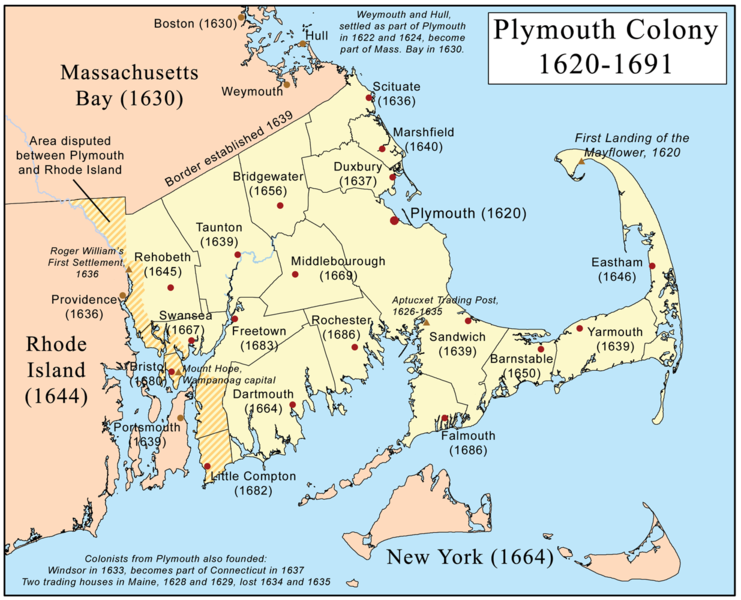 Plymouth Colony
1620-1691
Boston (1630)
Weymouth and Hull,
settled as part of Plymouth
in 1622 and 1624, become
part of Mass. Bay in 1630.
Hull
Massachusetts
Bay (1630)
Weymouth
Scituate
(1636)
Border established 1639
Marshfield
(1640)
First Landing of the
Mayflower, 1620
Area disputed
between Plymouth
and Rhode Island
Duxbury
(1637)
Bridgewater
(1656)
Plymouth (1620)
Taunton
(1639)
Roger William's
First Settlement,
1636
Rehobeth
(1645)
Middlebourough
(1669)
Eastham
(1646)
Providence
(1636)
Aptucxet Trading Post,
1626-1635
Swansea
(1667)
Freetown
(1683)
Rochester
(1686)
Sandwich
(1639)
Yarmouth
(1639)
Barnstable
(1650)
Rhode
Island
(1644)
Bristol
(1680)
Mount Hope,
Wampanoag capital
Dartmouth
(1664)
Portsmouth
(1639)
Falmouth
(1686)
Little Compton
(1682)
New York (1664)
Colonists from Plymouth also founded:
Windsor in 1633, becomes part of Connecticut in 1637
Two trading houses in Maine, 1628 and 1629, lost 1634 and 1635